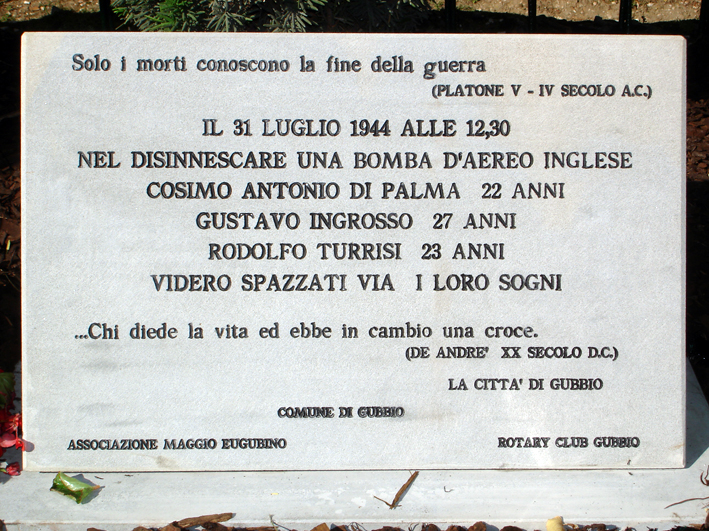 Solo i morti conoscono la fine della guerra
(PLATONE V - IV SECOLO A.C.)
IL 31 LUGLIO 1944 ALLE 12,30
NEL DISINNESCARE UNA BOMBA D'AEREO INGLESE
COSIMO ANTONIO DI PALMA 22 ANNI
GUSTAVO INGROSSO 27 ANNI
RODOLFO TURRISI 23 ANNI
VIDERO SPAZZATI VIA I LORO SOGNI
...Chi diede la vita ed ebbe in cambio una croce.
(DE ANDRE' XX SECOLO D.C.)
LA CITTA' DI GUBBIO
COMUNE DI GUBBIO
ASSOCIAZIONE MAGGIO EUGUBINO
ROTARY CLUB GUBBIO